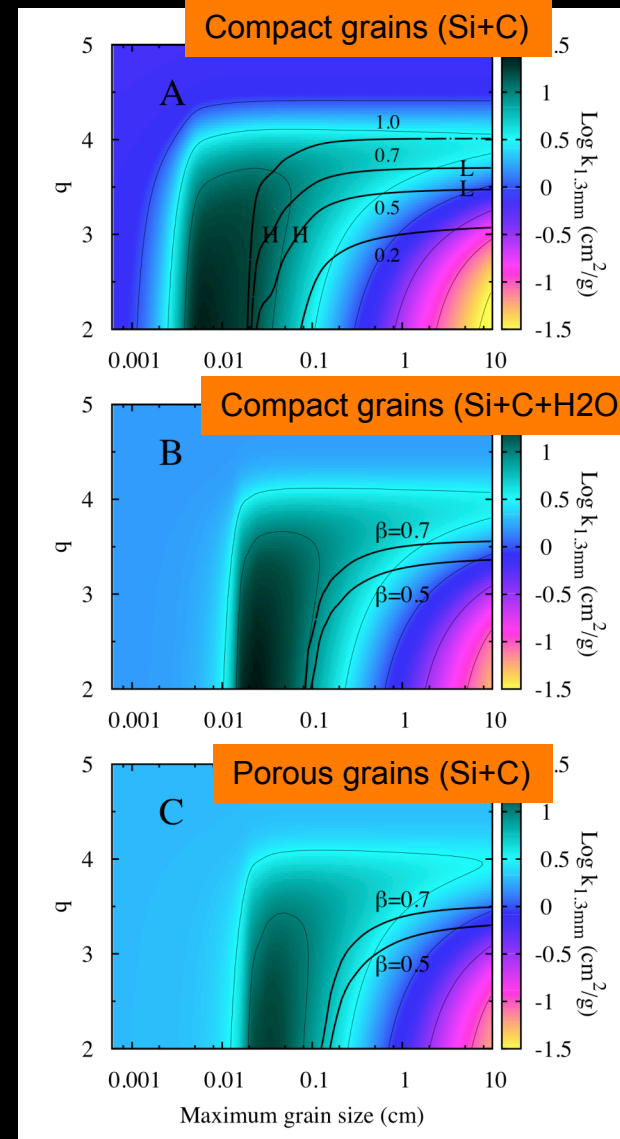 Compact grains (Si+C)
A
1.0
0.7
L
L
0.5
H H
0.2
5
4
3
2
q
0.001 0.01 0.1 1 10
.5
1
0.5
0
-0.5
-1
-1.5
Log k1.3mm (cm2/g)
Compact grains (Si+C+H2O
B
β=0.7
β=0.5
5
4
3
2
q
0.001 0.01 0.1 1 10
1
0.5
0
-0.5
-1
-1.5
Log k1.3mm (cm2/g)
Porous grains (Si+C)
C
β=0.7
β=0.5
5
4
3
2
q
0.001 0.01 0.1 1 10
.5
1
0.5
0
-0.5
-1
-1.5
Log k1.3mm (cm2/g)
Maximum grain size (cm)